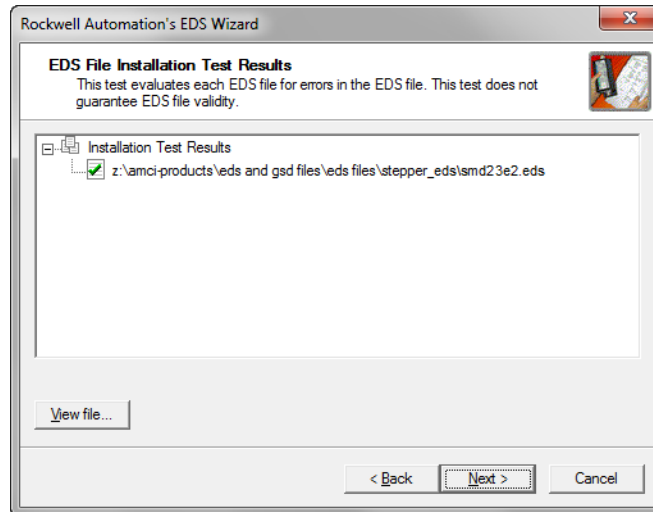 Rockwell Automation's EDS Wizard
X
EDS File Installation Test Results
This test evaluates each EDS file for errors in the EDS file. This test does not
guarantee EDS file validity.
Installation Test Results
z:\amci-products\eds and gsd files\eds files\stepper_eds\smd23e2.eds
View file...
< Back Next > Cancel